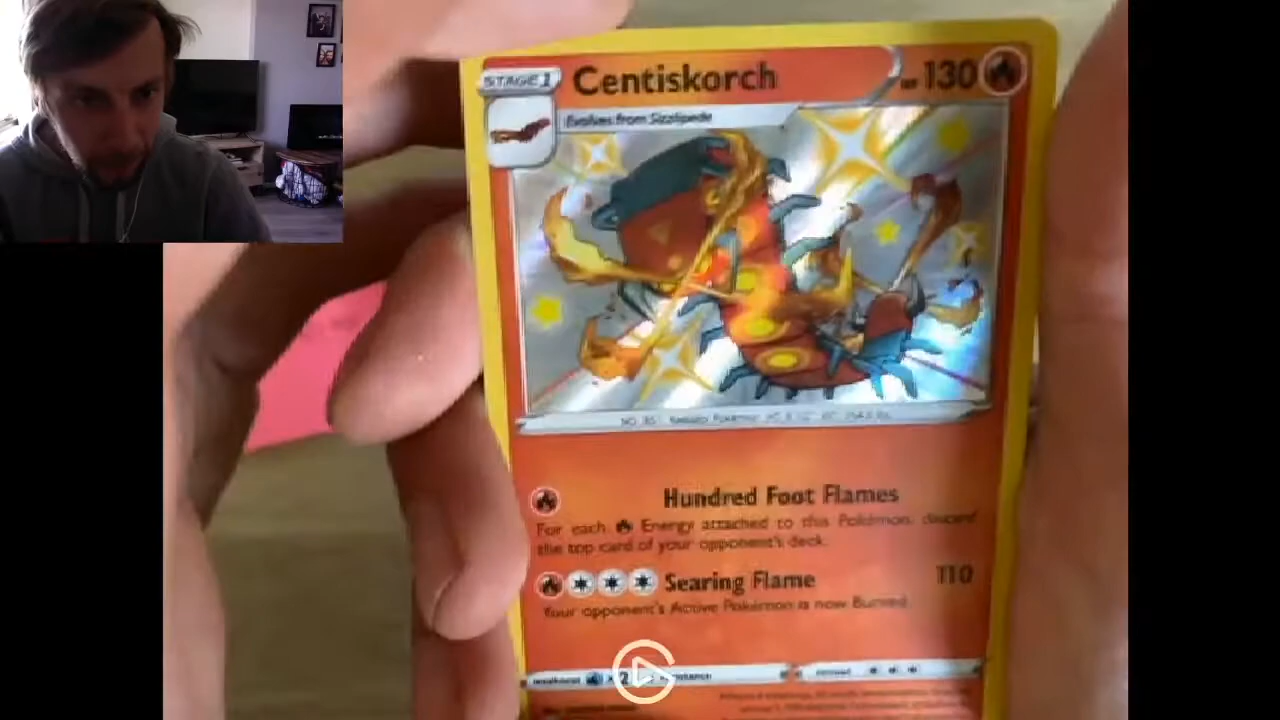 STAGE 1
Centiskorch
HP 130
Evolves from Sizzlipede
Hundred Foot Flames
For each Energy attached to this Pokémon, discard
the top card of your opponent's deck.
Searing Flame 110
Your opponent's Active Pokémon is now Burned.